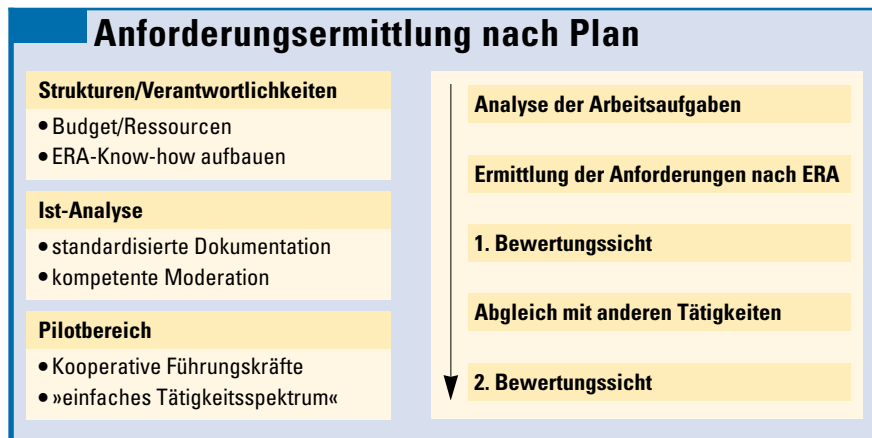 Anforderungsermittlung nach Plan
Strukturen/Verantwortlichkeiten
• Budget/Ressourcen
• ERA-Know-how aufbauen
Ist-Analyse
• standardisierte Dokumentation
• kompetente Moderation
Pilotbereich
• Kooperative Führungskräfte
• »einfaches Tätigkeitsspektrum«
Analyse der Arbeitsaufgaben
Ermittlung der Anforderungen nach ERA
1. Bewertungssicht
Abgleich mit anderen Tätigkeiten
2. Bewertungssicht